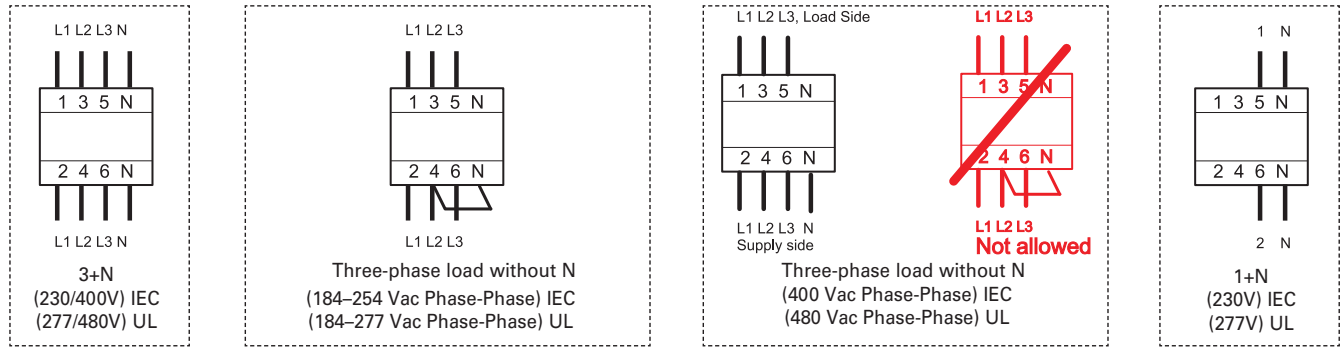 L1 L2 L3 N
1 3 5 N
2 4 6 N
L1 L2 L3 N
3+N
(230/400V) IEC
(277/480V) UL
L1 L2 L3
1 3 5 N
2 4 6 N
L1 L2 L3
Three-phase load without N
(184–254 Vac Phase-Phase) IEC
(184–277 Vac Phase-Phase) UL
L1 L2 L3, Load Side
1 3 5 N
2 4 6 N
L1 L2 L3 N
Supply side
L1 L2 L3
1 3 5 N
2 4 6 N
L1 L2 L3
Not allowed
Three-phase load without N
(400 Vac Phase-Phase) IEC
(480 Vac Phase-Phase) UL
1 N
1 3 5 N
2 4 6 N
2 N
1+N
(230V) IEC
(277V) UL